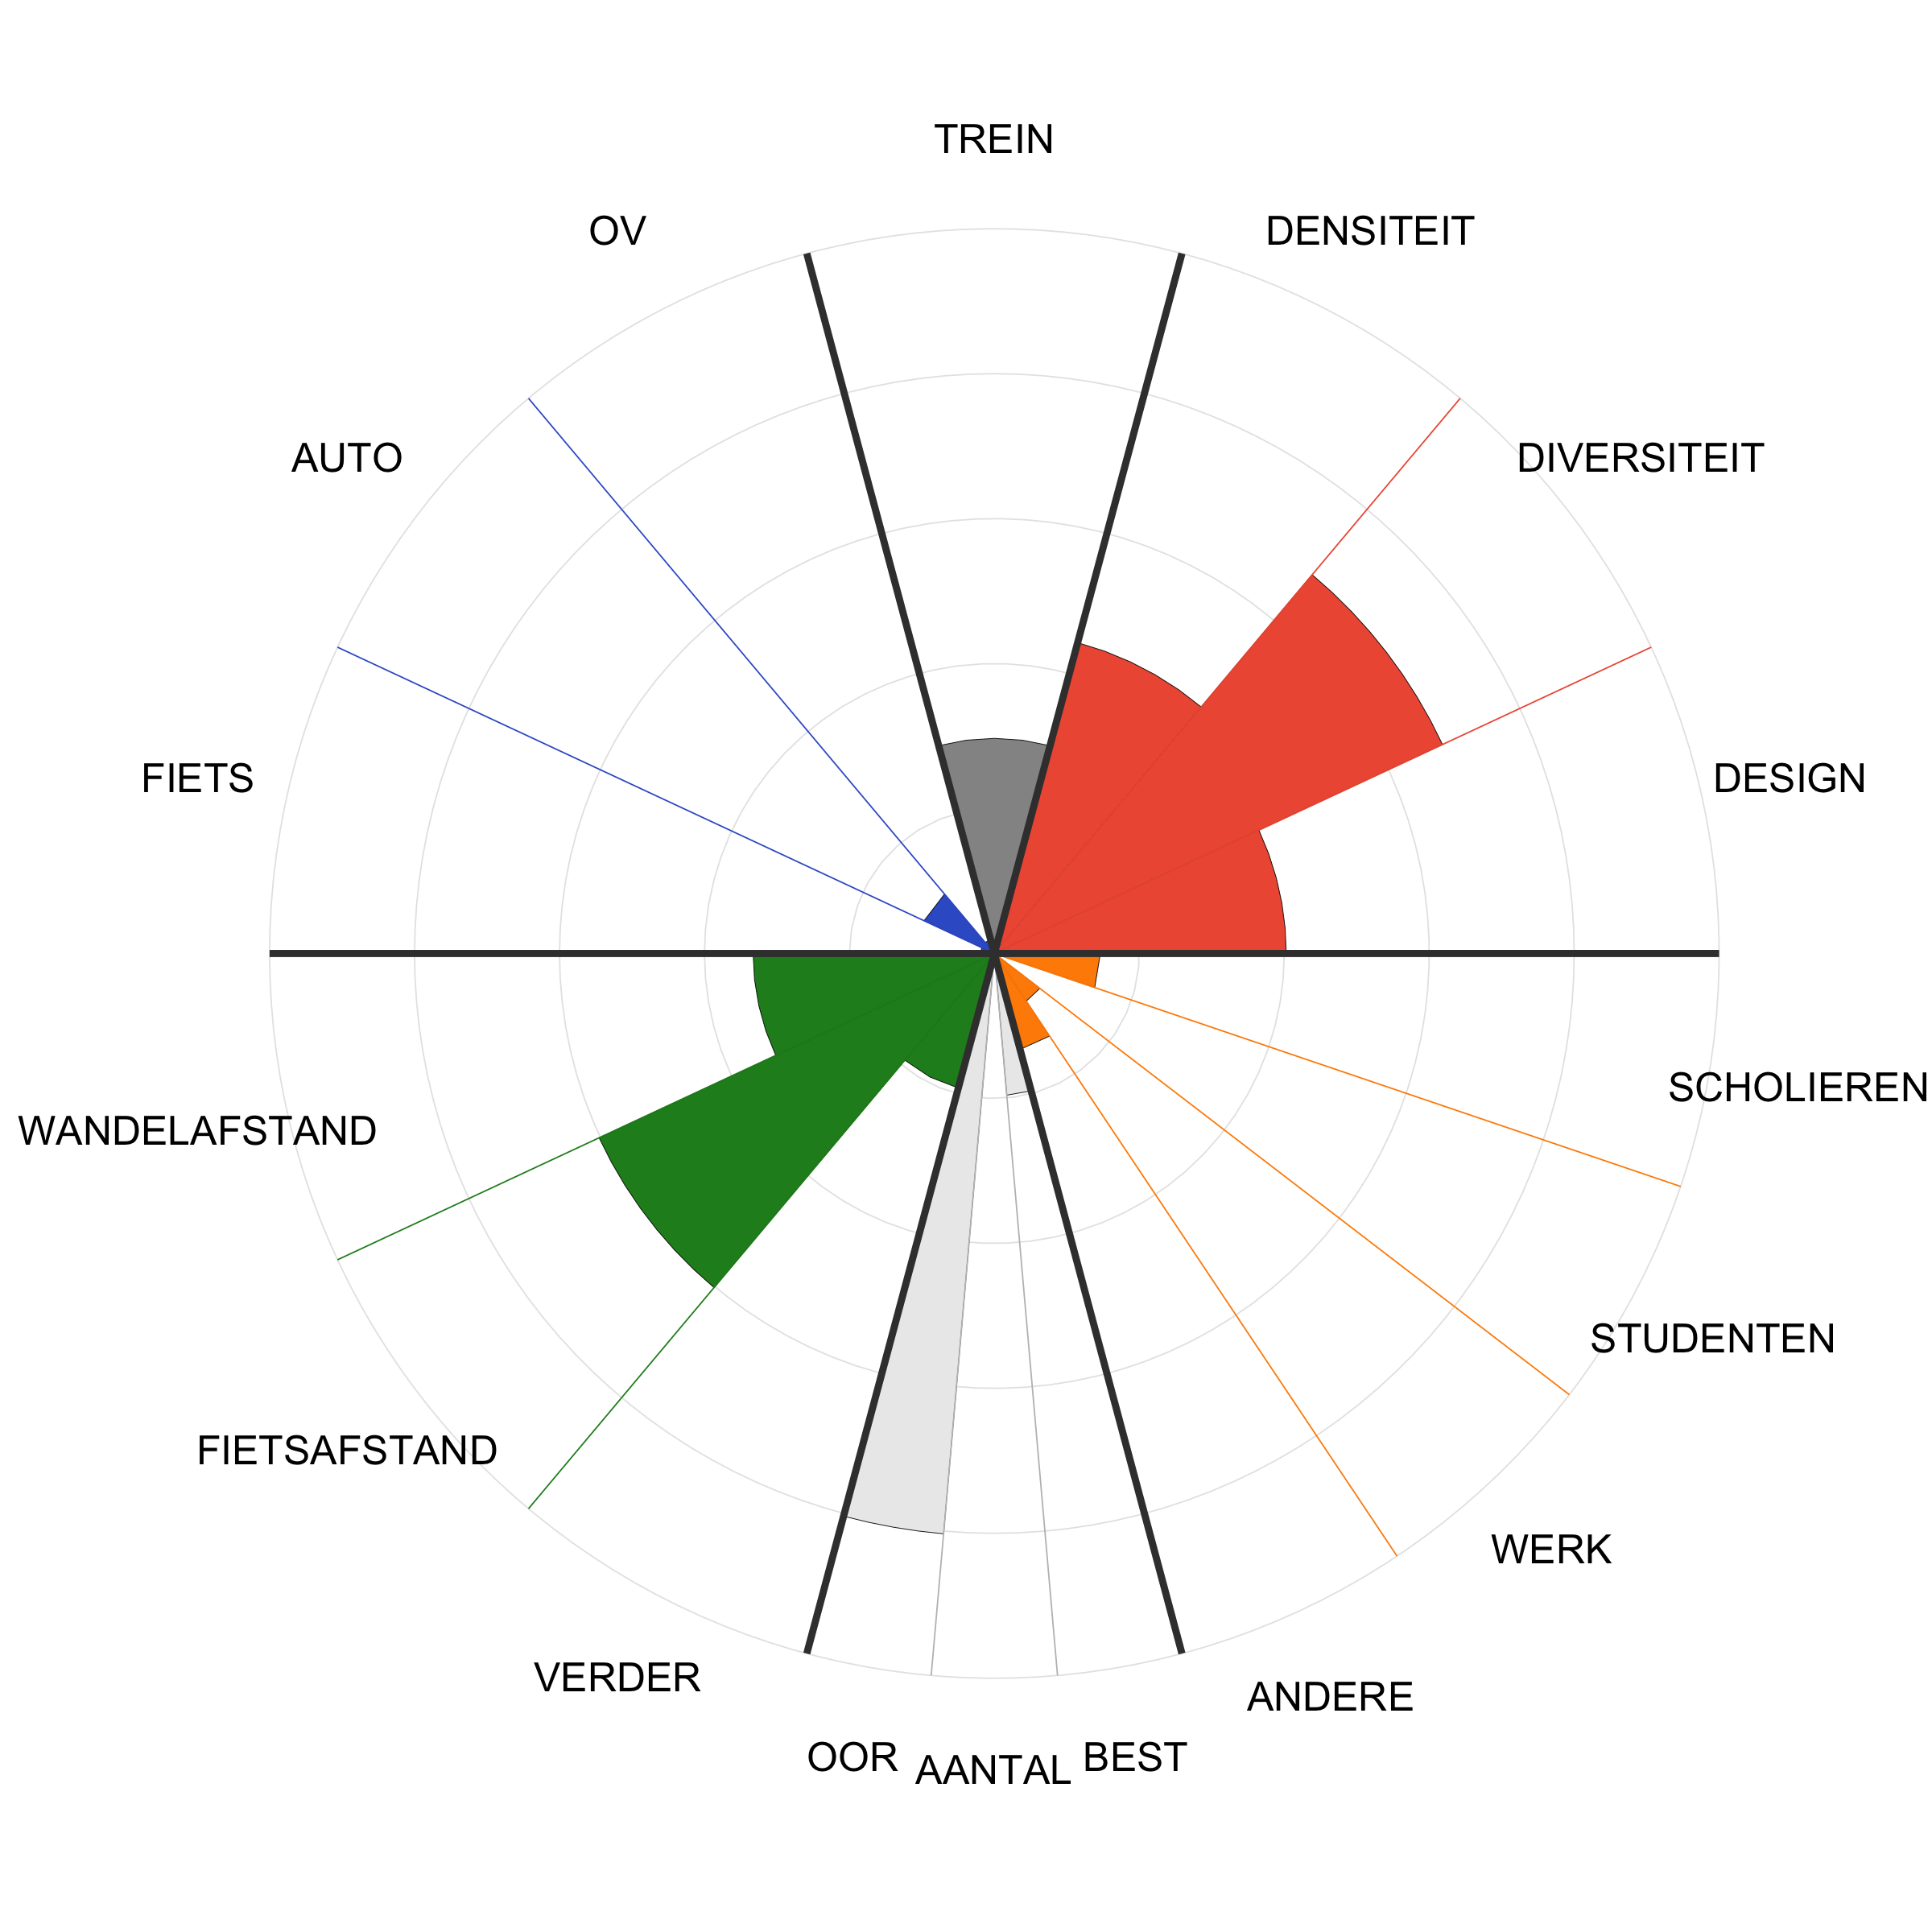 TREIN
OV
DENSITEIT
AUTO
DIVERSITEIT
FIETS
DESIGN
SCHOLIEREN
WANDELAFSTAND
STUDENTEN
FIETSAFSTAND
WERK
VERDER
ANDERE
OOR
AANTAL
BEST